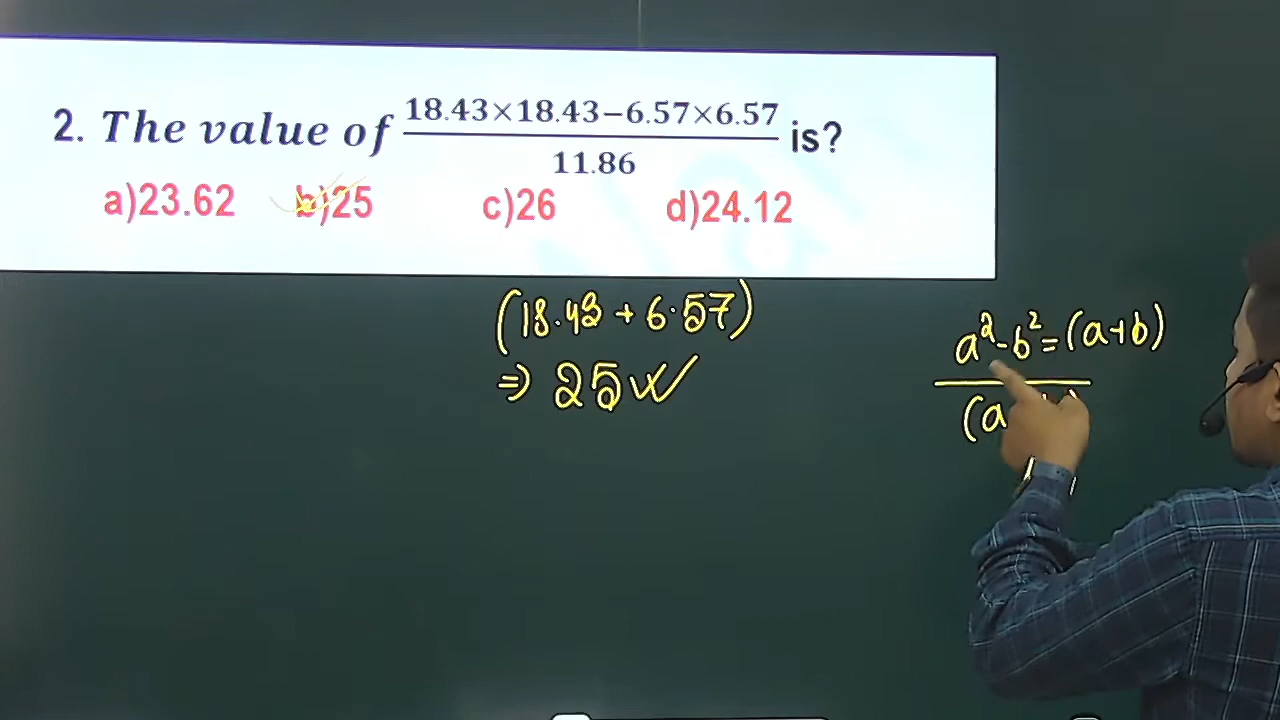 2. The value of 18.43×18.43−6.57×6.57 / 11.86 is?
a)23.62 b)25 c)26 d)24.12
(18.43 + 6.57)
⇒ 25 ✓
a² - b² = (a+b)
(a